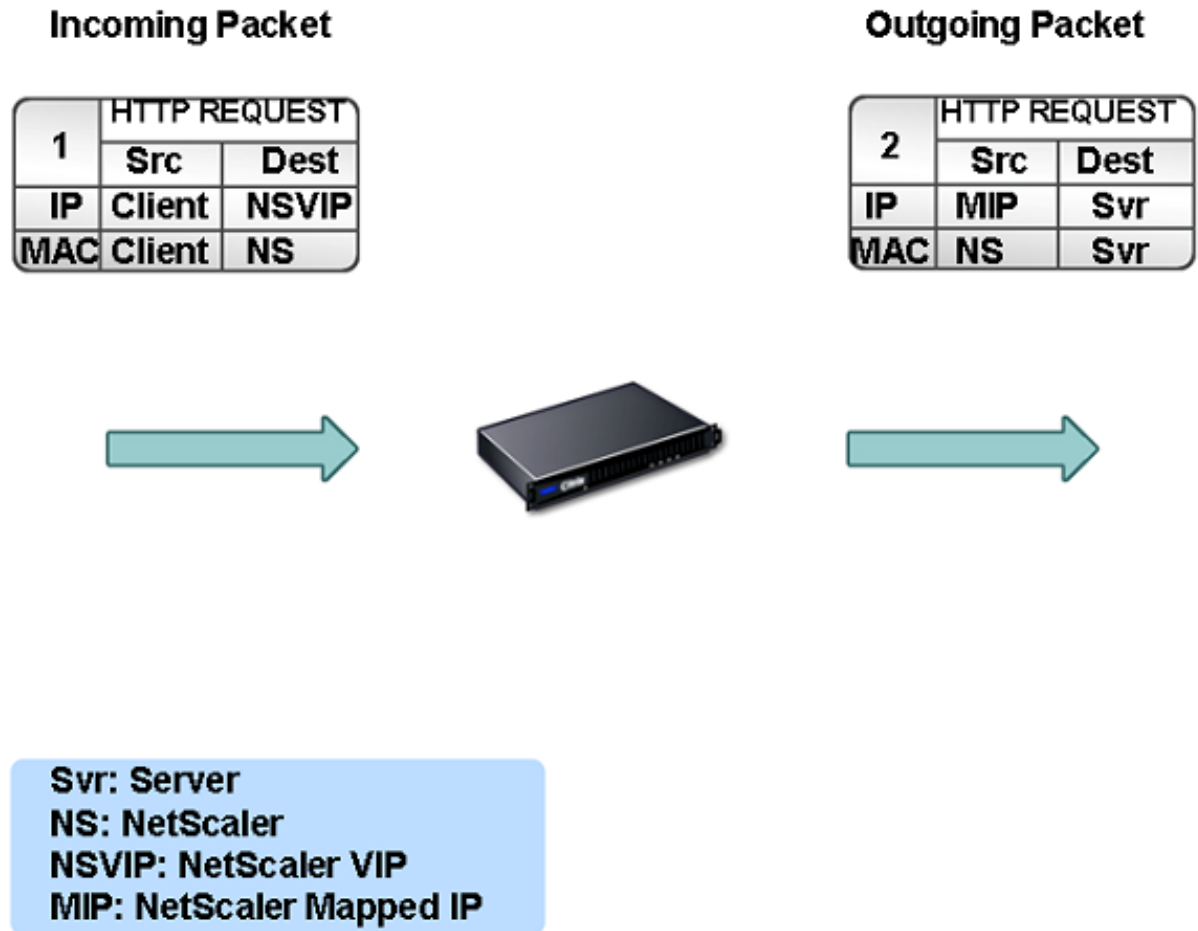 Incoming Packet
Outgoing Packet
1
HTTP REQUEST
Src Dest
IP Client NSVIP
MAC Client NS
2
HTTP REQUEST
Src Dest
IP MIP Svr
MAC NS Svr
Citrix
Svr: Server
NS: NetScaler
NSVIP: NetScaler VIP
MIP: NetScaler Mapped IP